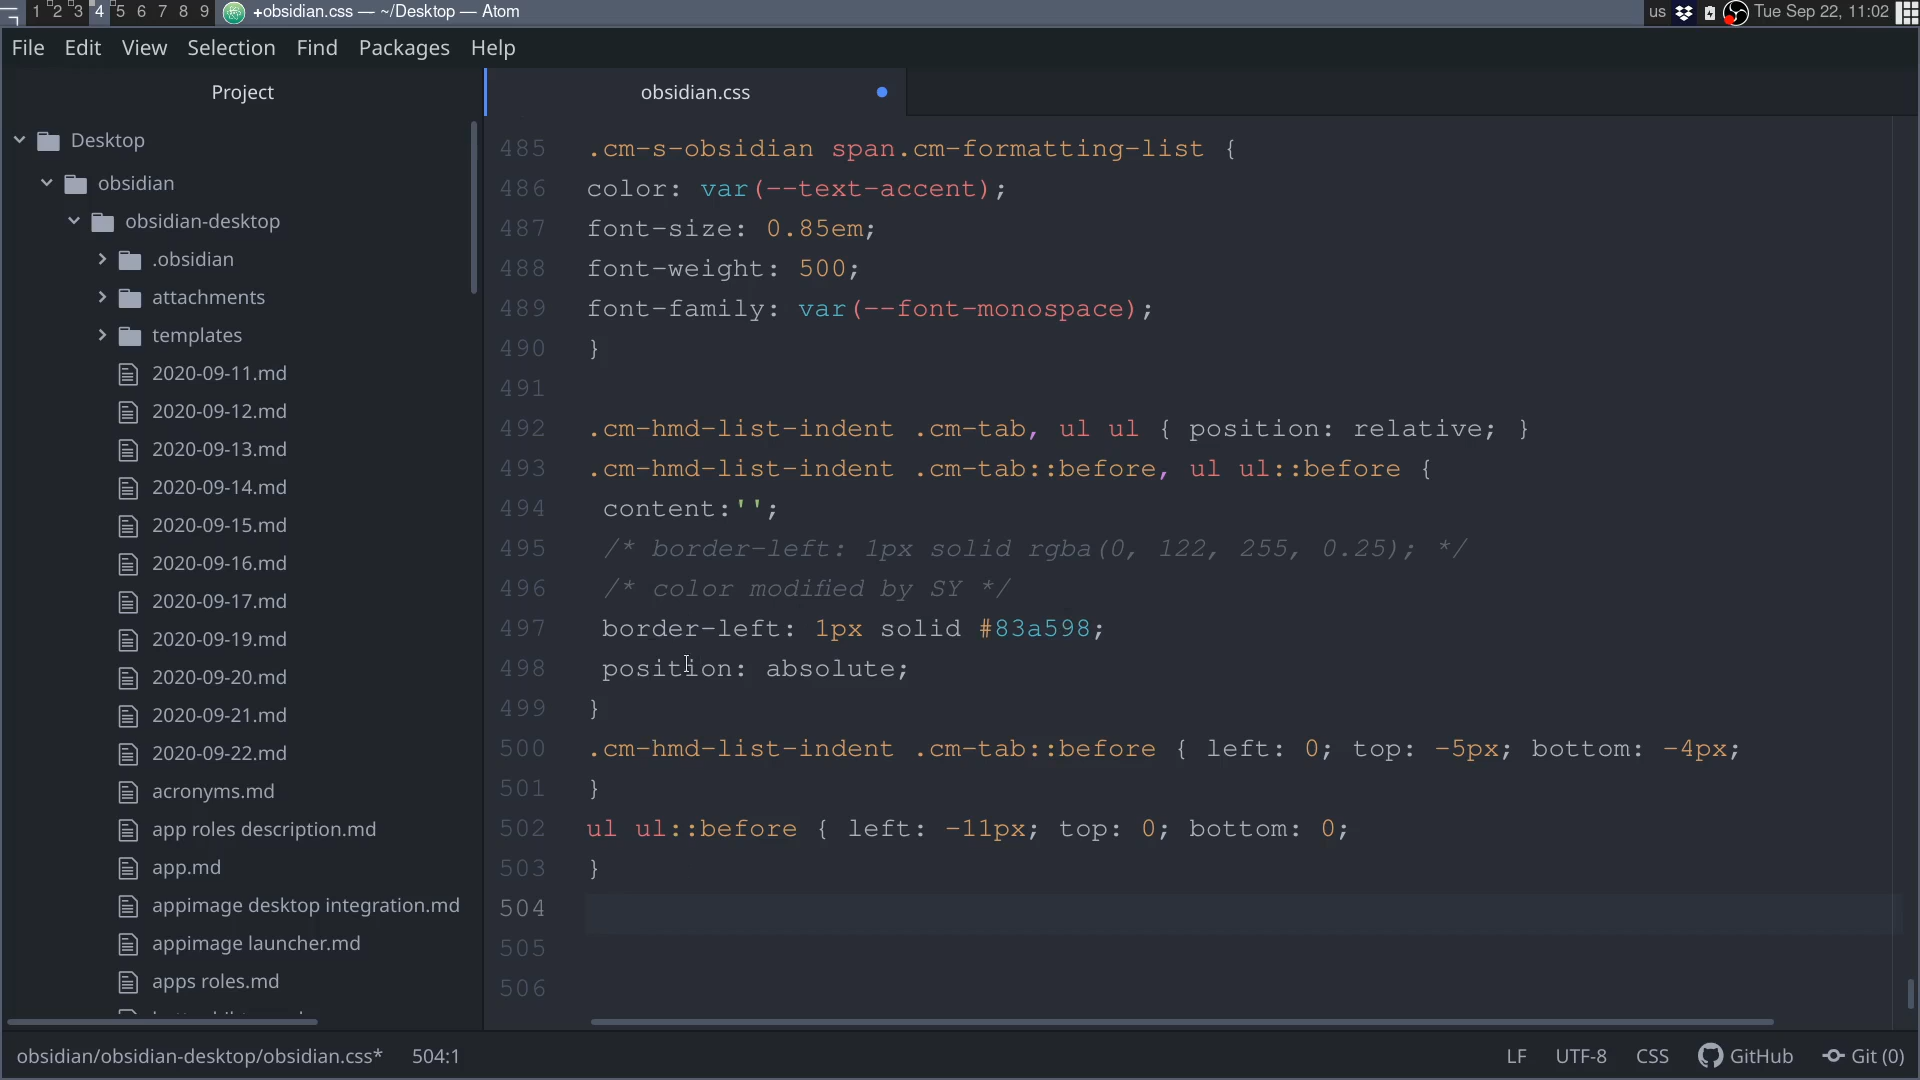 1 2 3 4 5 6 7 8 9 +obsidian.css — ~/Desktop — Atom us Tue Sep 22, 11:02
File Edit View Selection Find Packages Help
Project
Desktop
obsidian
obsidian-desktop
.obsidian
attachments
templates
2020-09-11.md
2020-09-12.md
2020-09-13.md
2020-09-14.md
2020-09-15.md
2020-09-16.md
2020-09-17.md
2020-09-19.md
2020-09-20.md
2020-09-21.md
2020-09-22.md
acronyms.md
app roles description.md
app.md
appimage desktop integration.md
appimage launcher.md
apps roles.md
obsidian.css
485 .cm-s-obsidian span.cm-formatting-list {
486 color: var(--text-accent);
487 font-size: 0.85em;
488 font-weight: 500;
489 font-family: var(--font-monospace);
490 }
491
492 .cm-hmd-list-indent .cm-tab, ul ul { position: relative; }
493 .cm-hmd-list-indent .cm-tab::before, ul ul::before {
494 content:'';
495 /* border-left: 1px solid rgba(0, 122, 255, 0.25); */
496 /* color modified by SY */
497 border-left: 1px solid #83a598;
498 position: absolute;
499 }
500 .cm-hmd-list-indent .cm-tab::before { left: 0; top: -5px; bottom: -4px;
501 }
502 ul ul::before { left: -11px; top: 0; bottom: 0;
503 }
504
505
506
obsidian/obsidian-desktop/obsidian.css* 504:1 LF UTF-8 CSS GitHub Git (0)